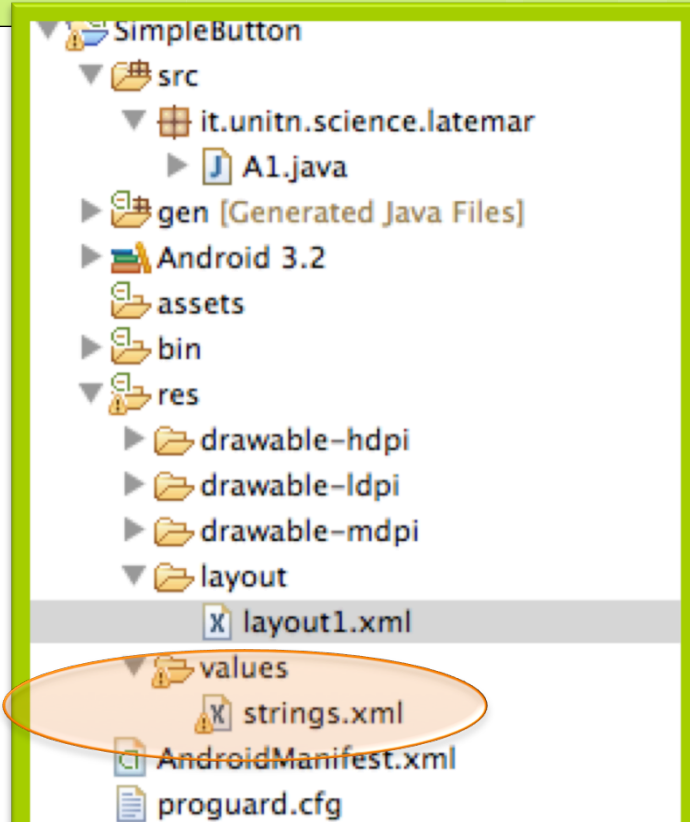 SimpleButton
src
it.unitn.science.latemar
A1.java
gen [Generated Java Files]
Android 3.2
assets
bin
res
drawable-hdpi
drawable-ldpi
drawable-mdpi
layout
layout1.xml
values
strings.xml
AndroidManifest.xml
proguard.cfg